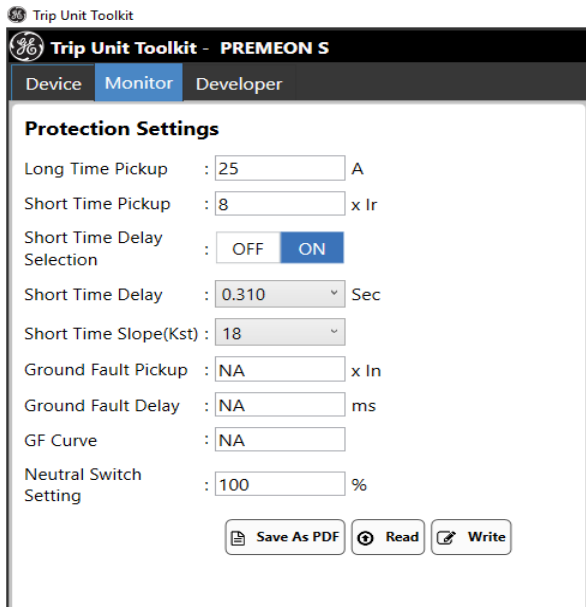 Trip Unit Toolkit
Trip Unit Toolkit - PREMEON S
Device Monitor Developer
Protection Settings
Long Time Pickup : 25 A
Short Time Pickup : 8 x Ir
Short Time Delay
Selection : OFF ON
Short Time Delay : 0.310 Sec
Short Time Slope(Kst) : 18
Ground Fault Pickup : NA x In
Ground Fault Delay : NA ms
GF Curve : NA
Neutral Switch
Setting : 100 %
Save As PDF Read Write